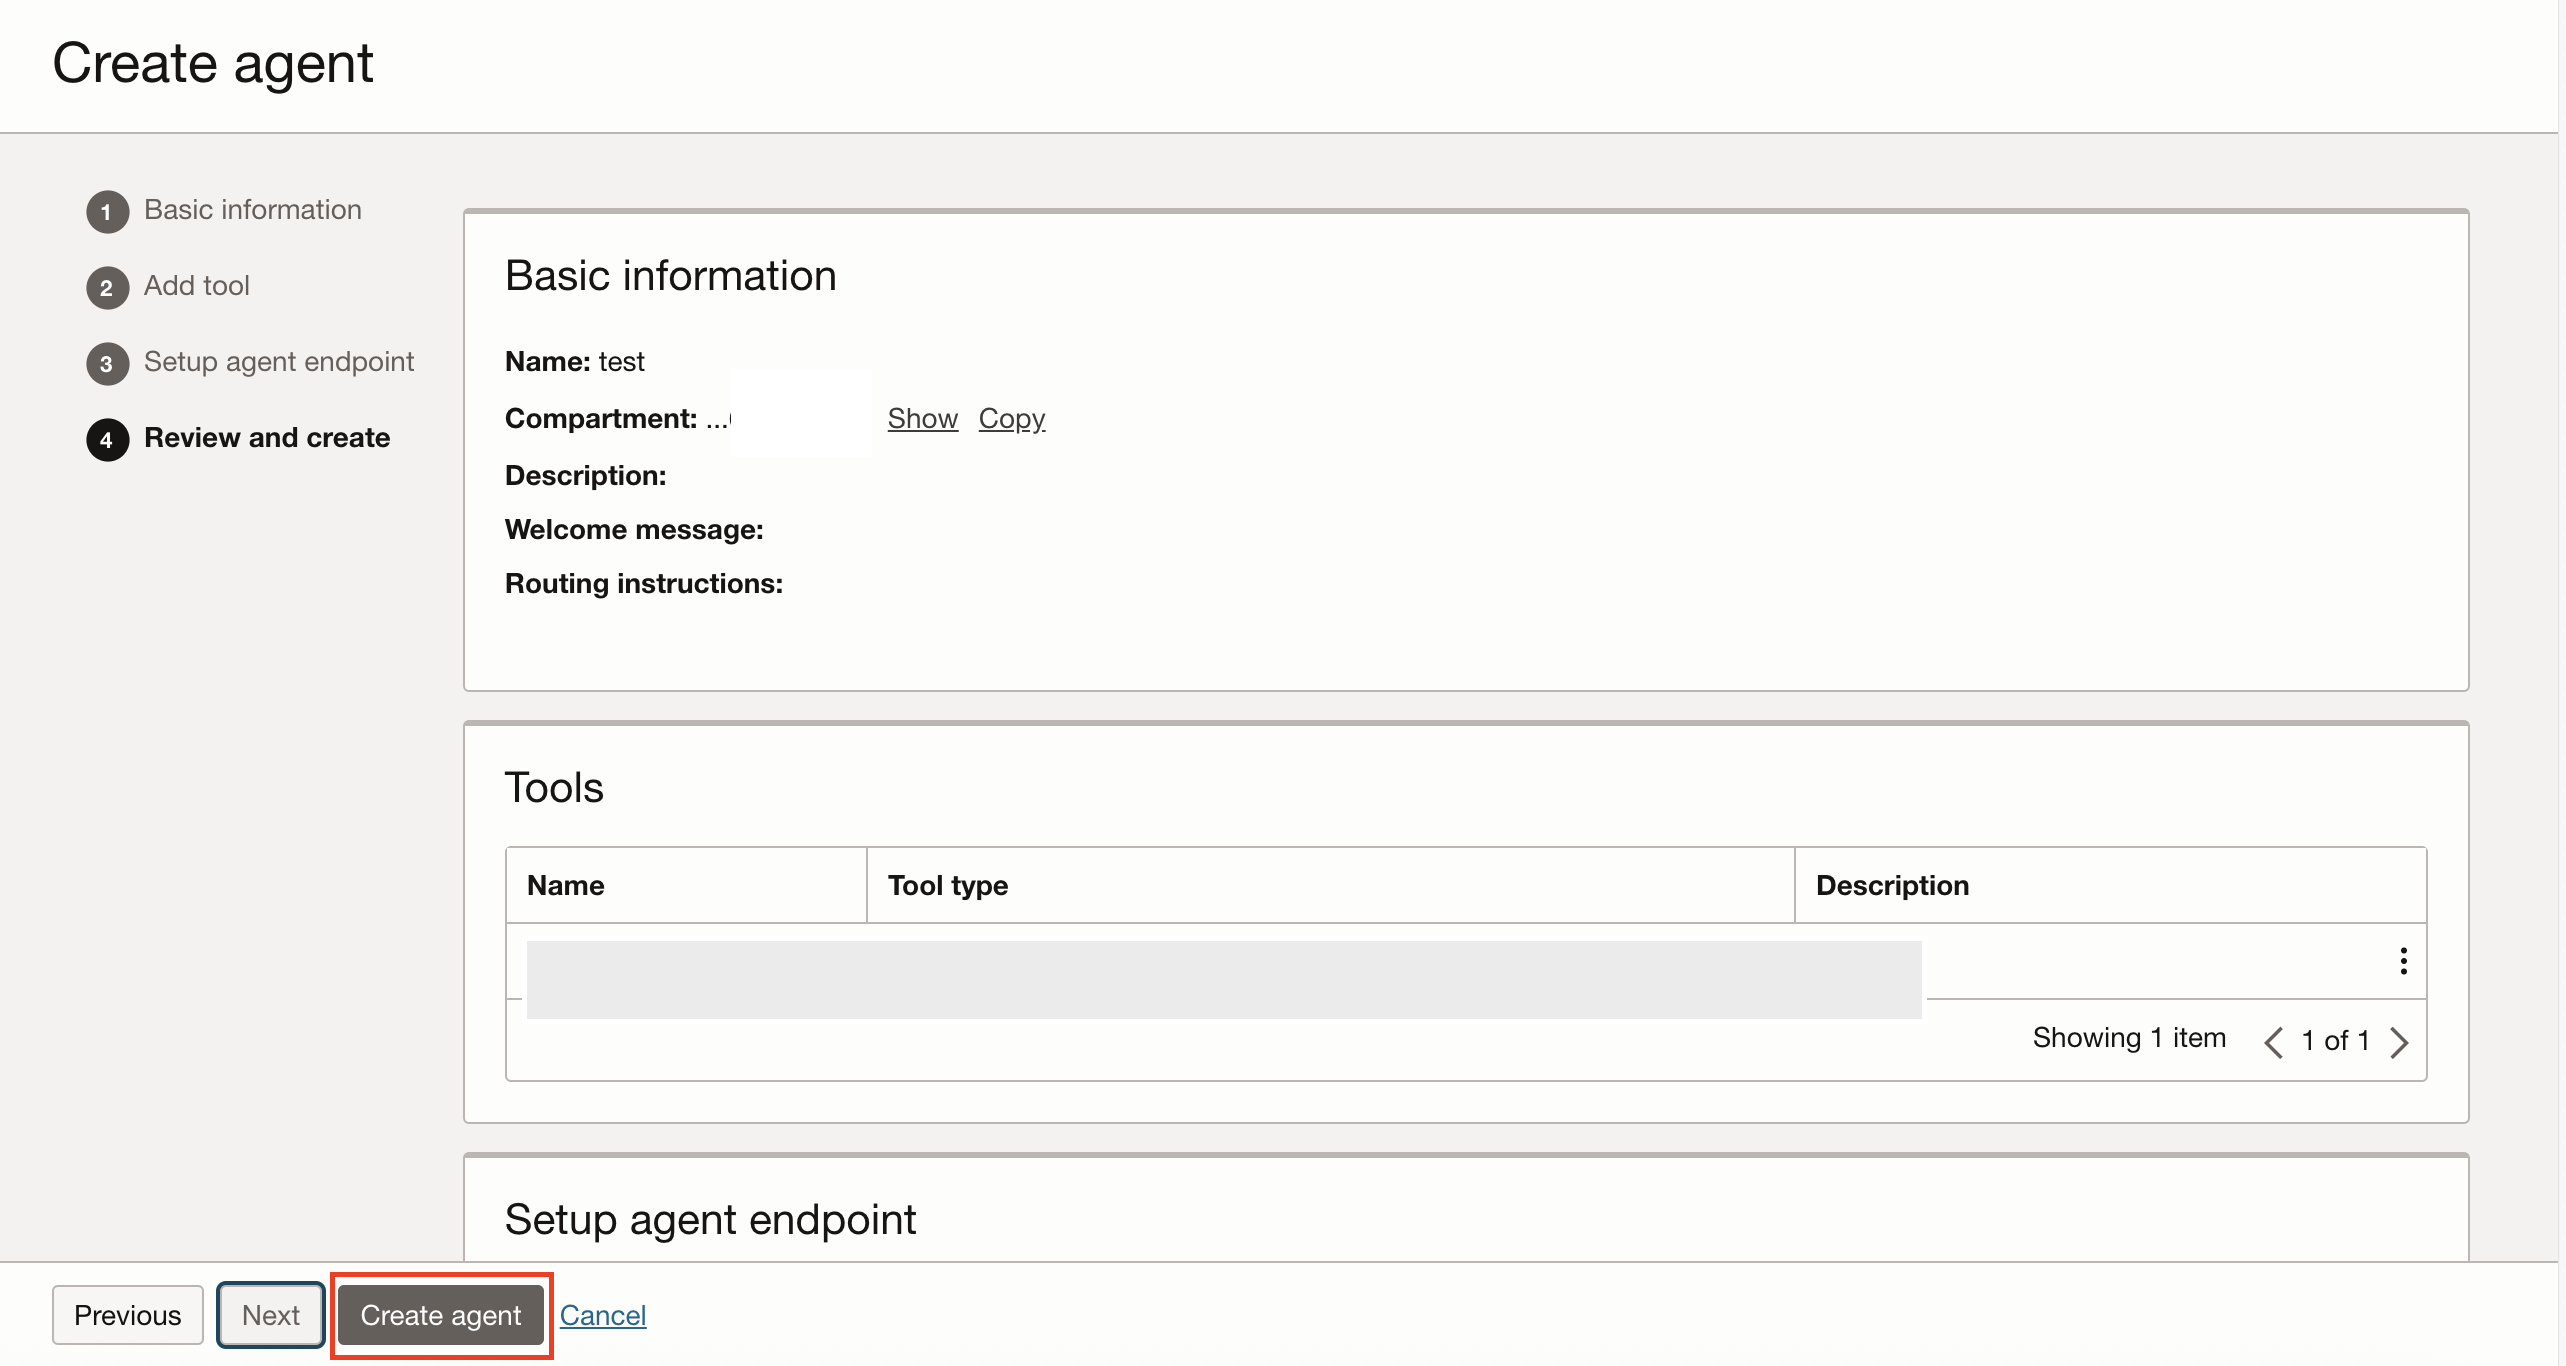 Create agent
1 Basic information
2 Add tool
3 Setup agent endpoint
4 Review and create
Basic information
Name: test
Compartment: ... Show Copy
Description:
Welcome message:
Routing instructions:
Tools
Name Tool type Description
Showing 1 item 1 of 1
Setup agent endpoint
Previous Next Create agent Cancel